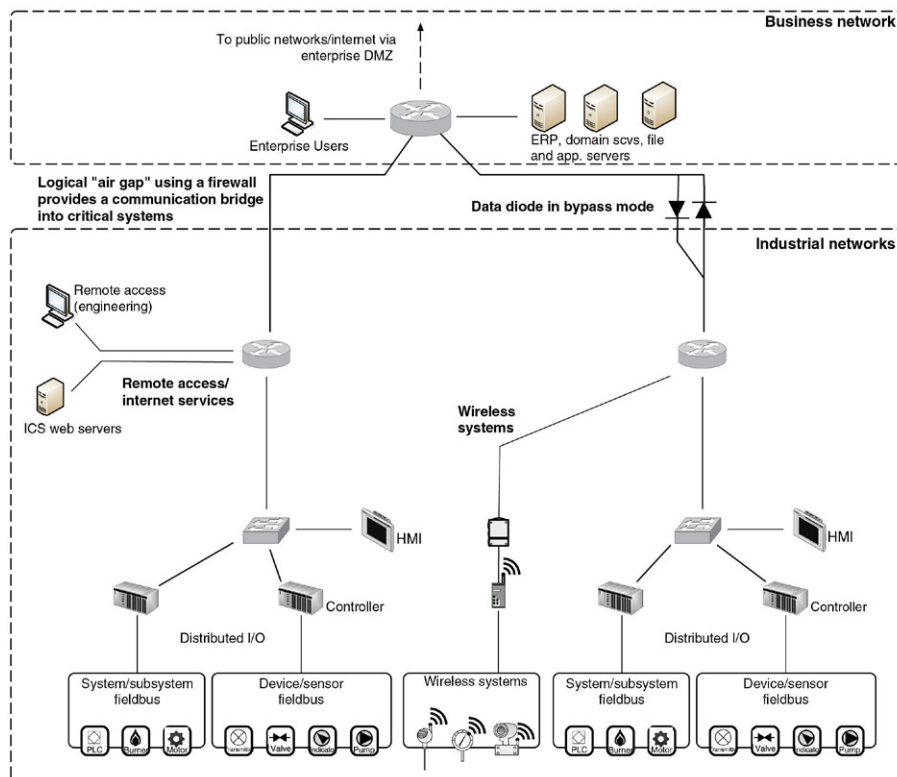 Business network
To public networks/internet via
enterprise DMZ
Enterprise Users
ERP, domain scvs, file
and app. servers
Logical "air gap" using a firewall
provides a communication bridge
into critical systems
Data diode in bypass mode
Industrial networks
Remote access
(engineering)
Remote access/
internet services
ICS web servers
Wireless
systems
HMI
HMI
Controller
Controller
Distributed I/O
Distributed I/O
System/subsystem
fieldbus
PLC
Burner
Motor
Device/sensor
fieldbus
Valve
Pump
Wireless systems
System/subsystem
fieldbus
PLC
Burner
Motor
Device/sensor
fieldbus
Valve
Pump